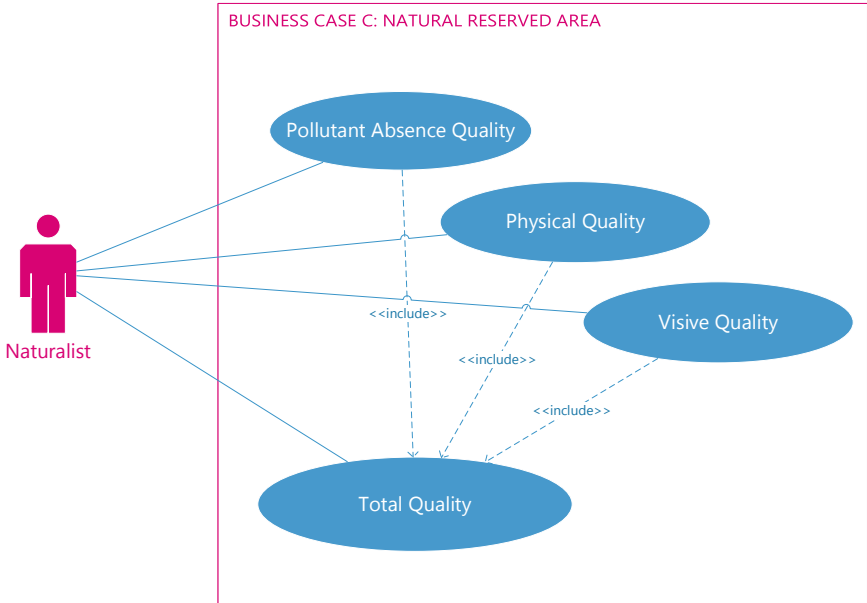 BUSINESS CASE C: NATURAL RESERVED AREA
Pollutant Absence Quality
Physical Quality
Visive Quality
Naturalist
<<include>>
<<include>>
<<include>>
Total Quality